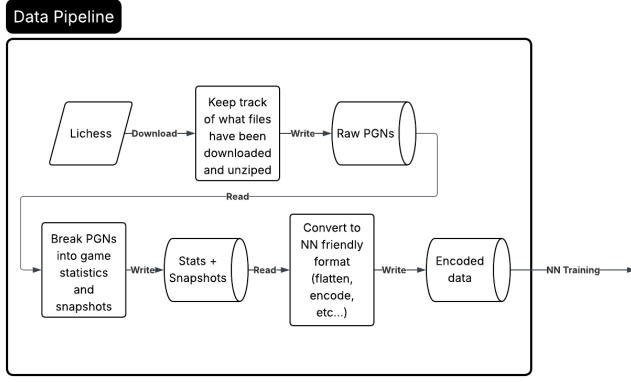 Data Pipeline
Lichess
Download
Keep track
of what files
have been
downloaded
and unziped
Write
Raw PGNs
Read
Break PGNs
into game
statistics
and
snapshots
Write
Stats +
Snapshots
Read
Convert to
NN friendly
format
(flatten,
encode,
etc...)
Write
Encoded
data
NN Training